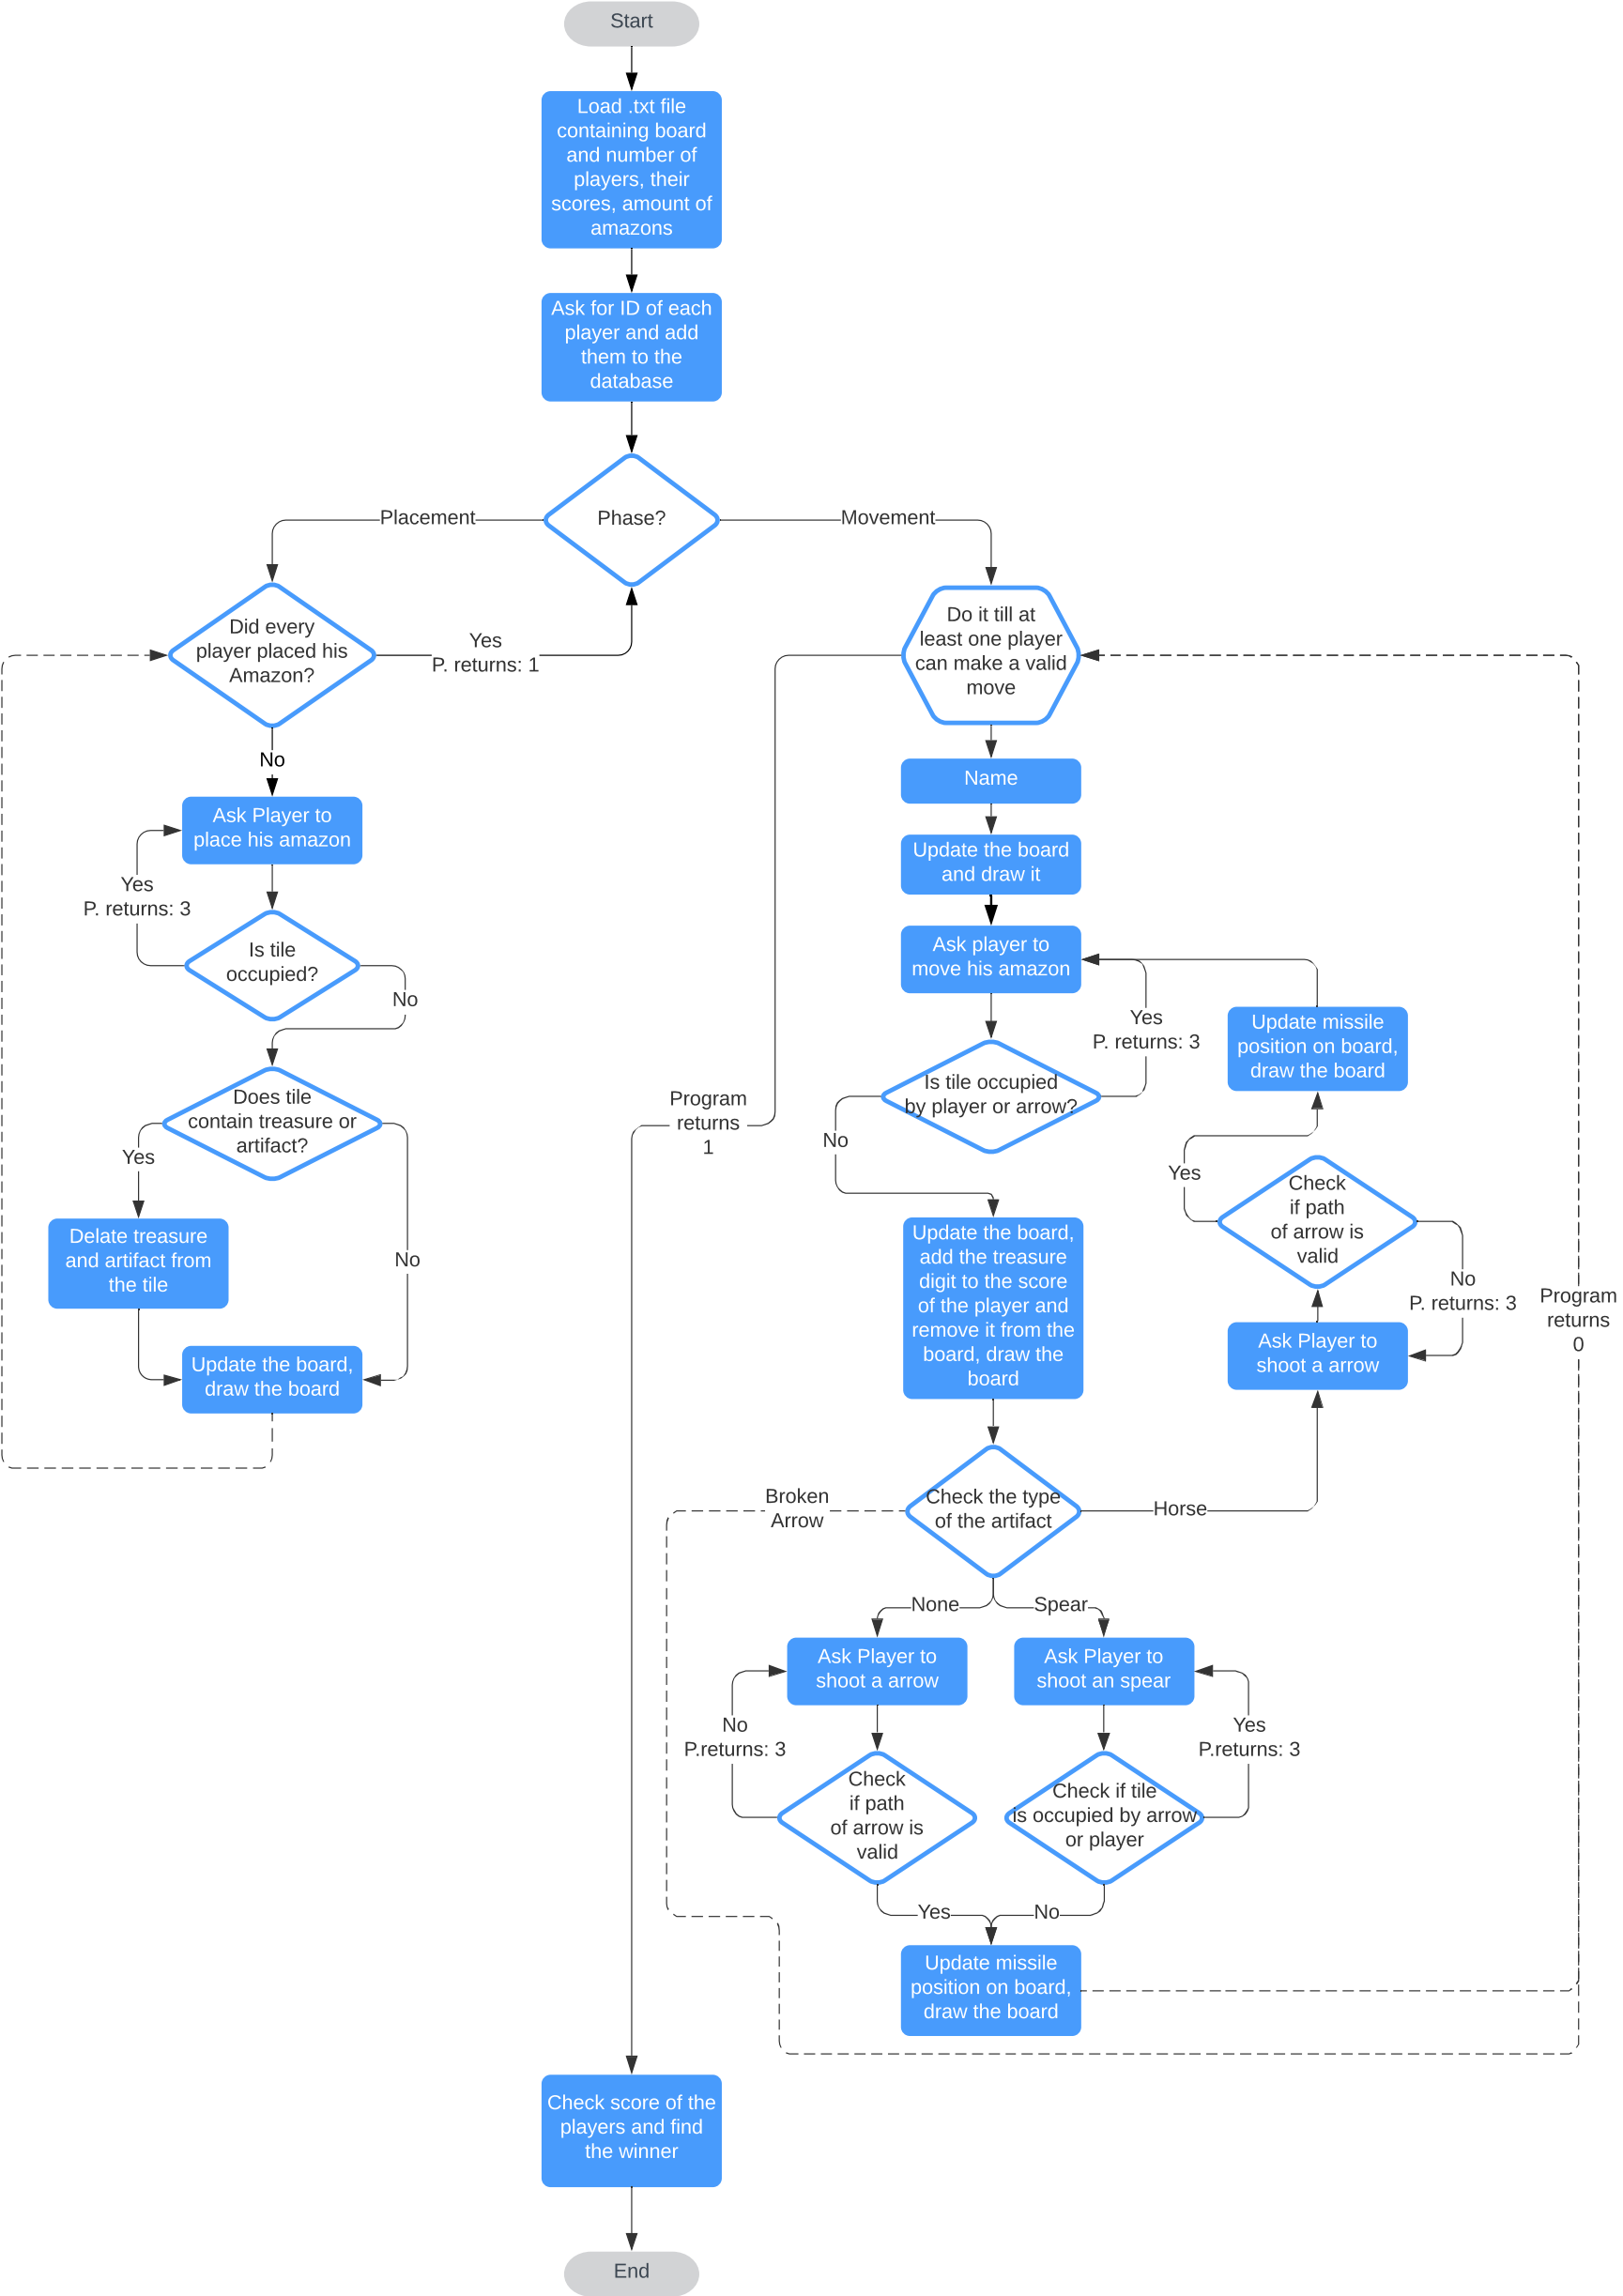 Start
Load .txt file
containing board
and number of
players, their
scores, amount of
amazons
Ask for ID of each
player and add
them to the
database
Phase?
Placement
Movement
Did every
player placed his
Amazon?
Yes
P. returns: 1
No
Ask Player to
place his amazon
Yes
P. returns: 3
Is tile
occupied?
No
Does tile
contain treasure or
artifact?
Yes
No
Delate treasure
and artifact from
the tile
Update the board,
draw the board
Do it till at
least one player
can make a valid
move
Name
Update the board
and draw it
Ask player to
move his amazon
Yes
P. returns: 3
Is tile occupied
by player or arrow?
No
Program
returns
1
Update missile
position on board,
draw the board
Yes
Check
if path
of arrow is
valid
No
P. returns: 3
Ask Player to
shoot a arrow
Program
returns
0
Update the board,
add the treasure
digit to the score
of the player and
remove it from the
board, draw the
board
Check the type
of the artifact
Broken
Arrow
Horse
None
Spear
Ask Player to
shoot a arrow
Ask Player to
shoot an spear
No
P.returns: 3
Yes
P.returns: 3
Check
if path
of arrow is
valid
Check if tile
is occupied by arrow
or player
Yes
No
Update missile
position on board,
draw the board
Check score of the
players and find
the winner
End